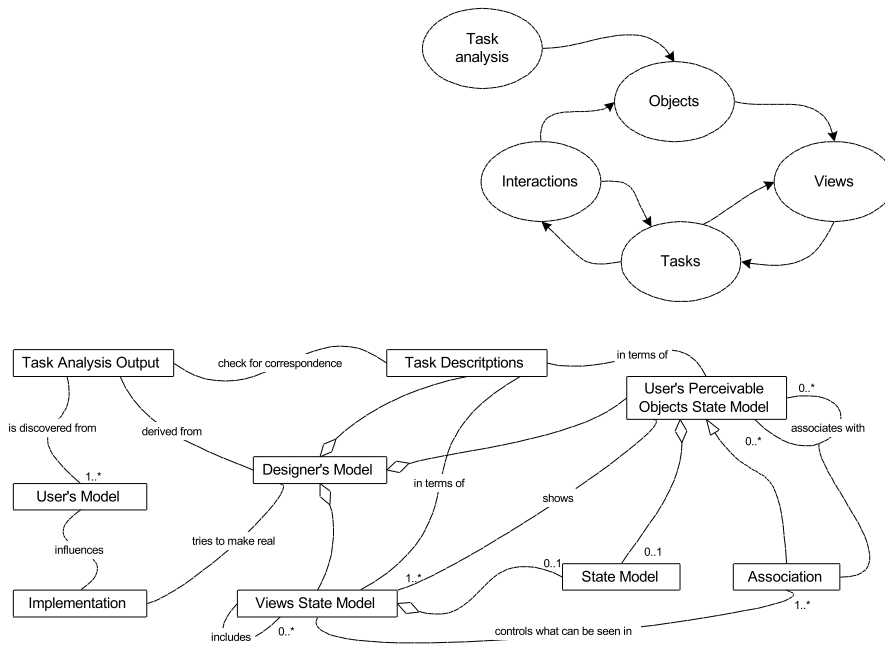 Task
analysis
Objects
Interactions
Views
Tasks
Task Analysis Output
check for correspondence
Task Descritptions
in terms of
User's Perceivable
Objects State Model
0..*
is discovered from
derived from
associates with
0..*
Designer's Model
1..*
User's Model
in terms of
shows
influences
tries to make real
0..1
0..1
1..*
State Model
Association
Implementation
Views State Model
1..*
includes
0..*
controls what can be seen in